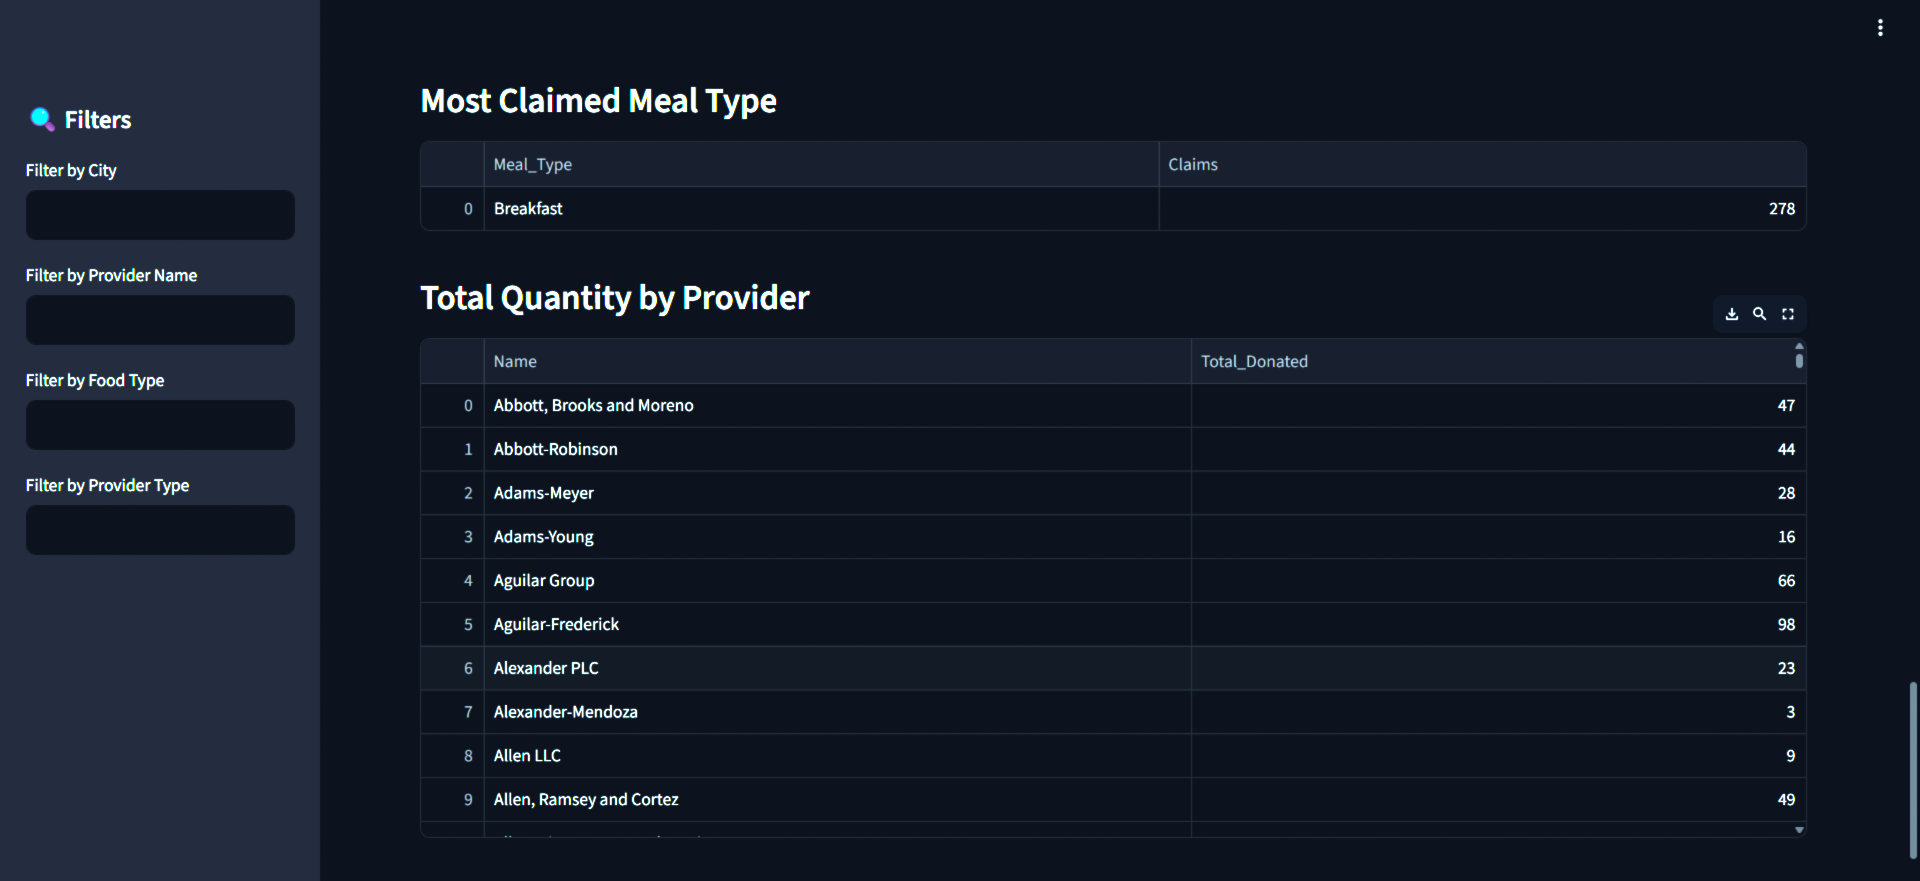 Filters
Filter by City
Filter by Provider Name
Filter by Food Type
Filter by Provider Type
Most Claimed Meal Type
Meal_Type Claims
0 Breakfast 278
Total Quantity by Provider
Name Total_Donated
0 Abbott, Brooks and Moreno 47
1 Abbott-Robinson 44
2 Adams-Meyer 28
3 Adams-Young 16
4 Aguilar Group 66
5 Aguilar-Frederick 98
6 Alexander PLC 23
7 Alexander-Mendoza 3
8 Allen LLC 9
9 Allen, Ramsey and Cortez 49